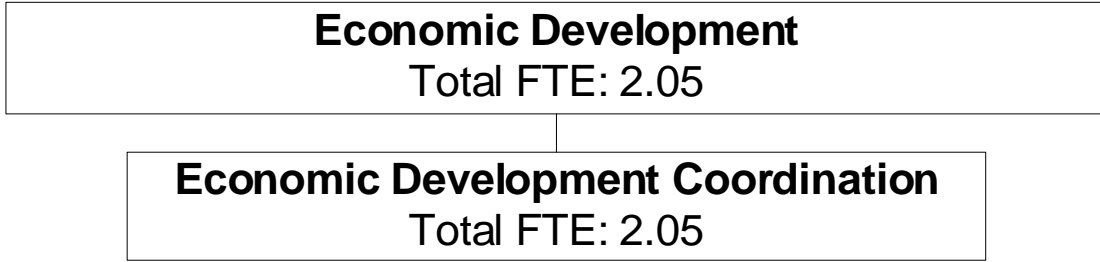 Economic Development
Total FTE: 2.05
Economic Development Coordination
Total FTE: 2.05